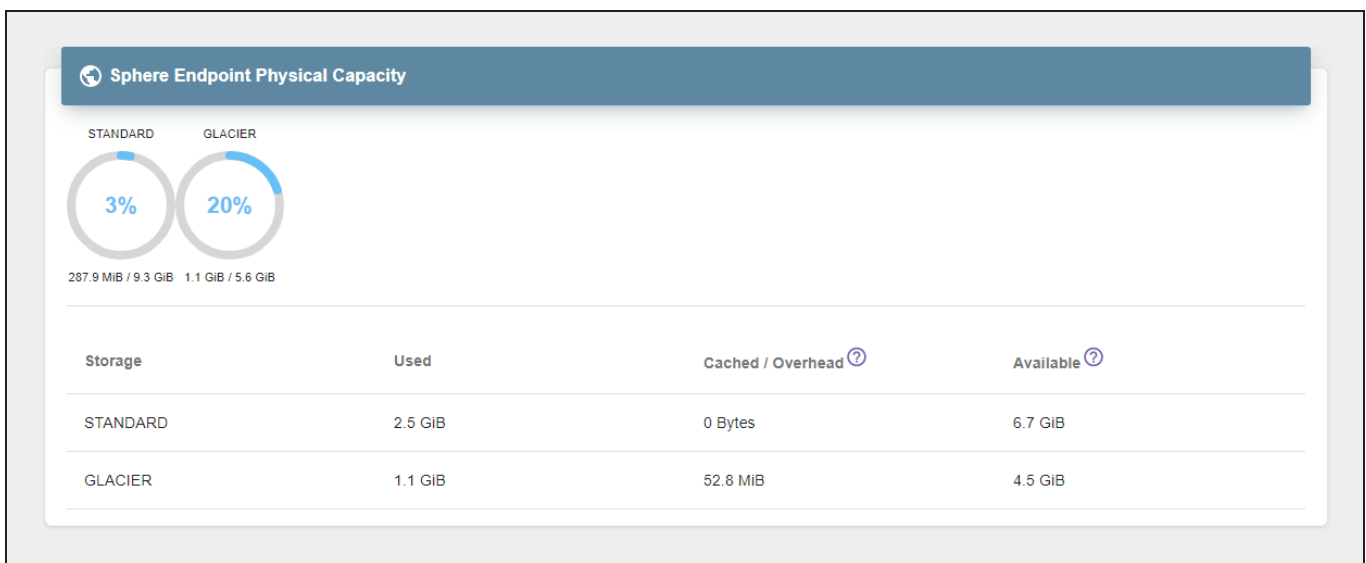 Sphere Endpoint Physical Capacity
STANDARD GLACIER
3% 20%
287.9 MiB / 9.3 GiB 1.1 GiB / 5.6 GiB
Storage Used Cached / Overhead ? Available ?
STANDARD 2.5 GiB 0 Bytes 6.7 GiB
GLACIER 1.1 GiB 52.8 MiB 4.5 GiB